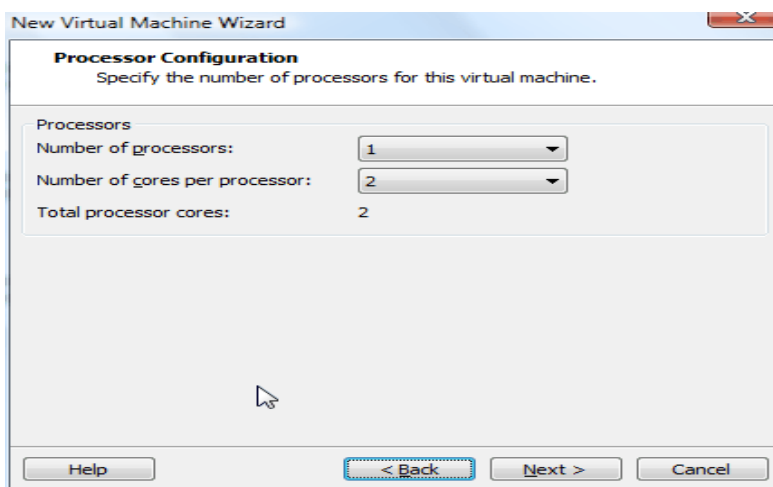 New Virtual Machine Wizard
Processor Configuration
Specify the number of processors for this virtual machine.
Processors
Number of processors: 1
Number of cores per processor: 2
Total processor cores: 2
Help < Back Next > Cancel